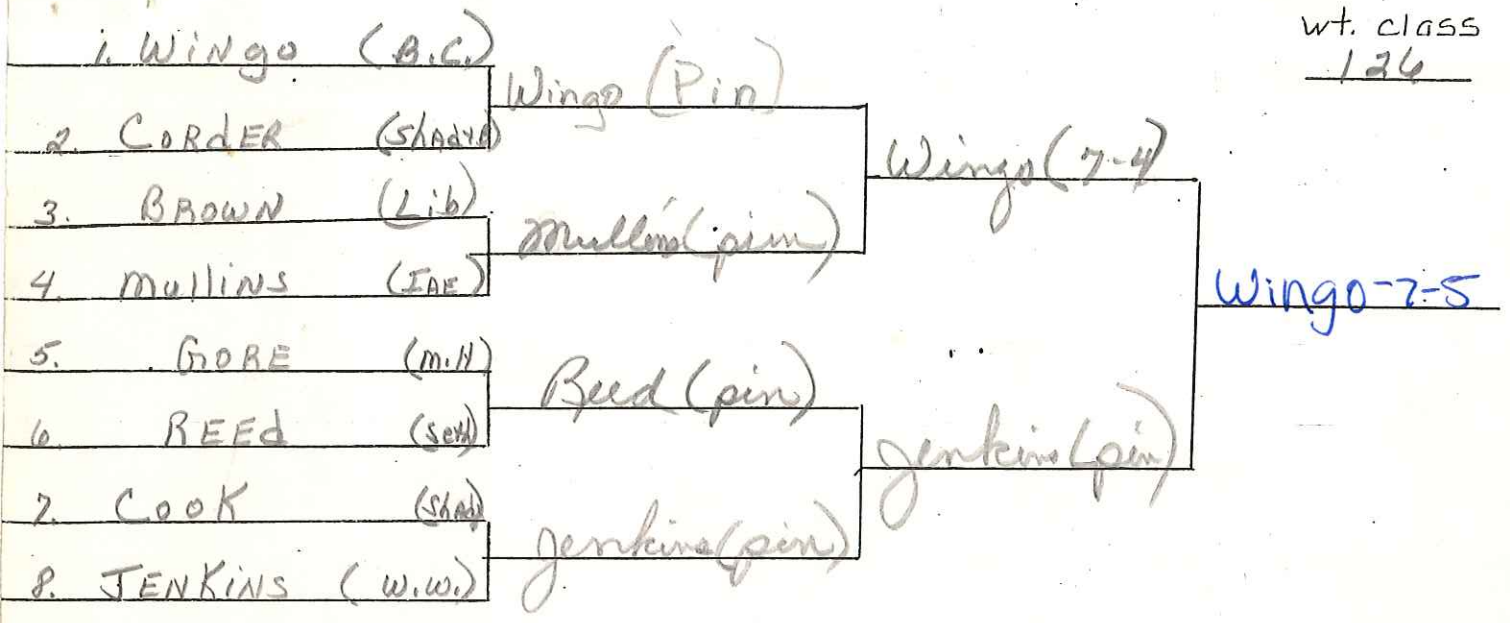 wt. class
126
1. WiNgo (B.C.)
2. CORdER (ShAdy
3. BROWN (Lib)
4. mulliNS (IAE)
5. GORE (m.H)
6. REEd (Seth)
7. COOK (ShAd)
8. JENKiNS (W.W.)
Wingo (Pin)
Mullins (pin)
Reed (pin)
Jenkins (pin)
Wingo (7-4)
Jenkins (pin)
Wingo-7-5